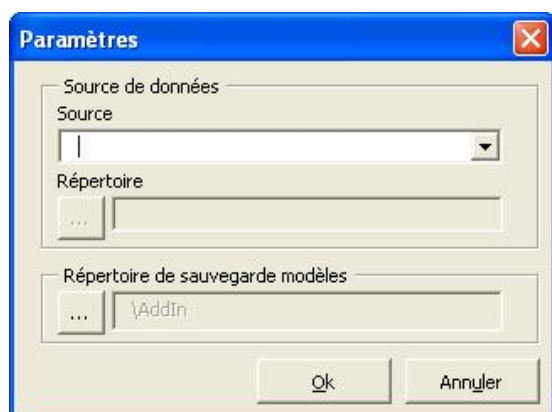 Paramètres
Source de données
Source
Répertoire
...
Répertoire de sauvegarde modèles
... \AddIn
Ok Annuler